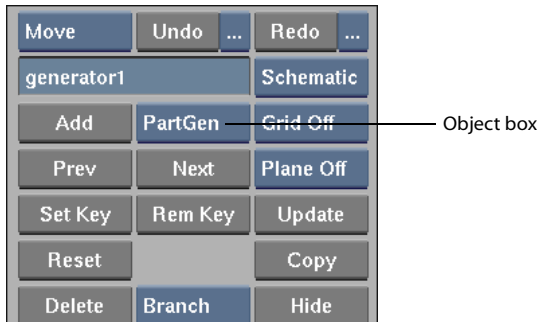 Move Undo ... Redo ...
generator1 Schematic
Add PartGen Grid Off Object box
Prev Next Plane Off
Set Key Rem Key Update
Reset Copy
Delete Branch Hide